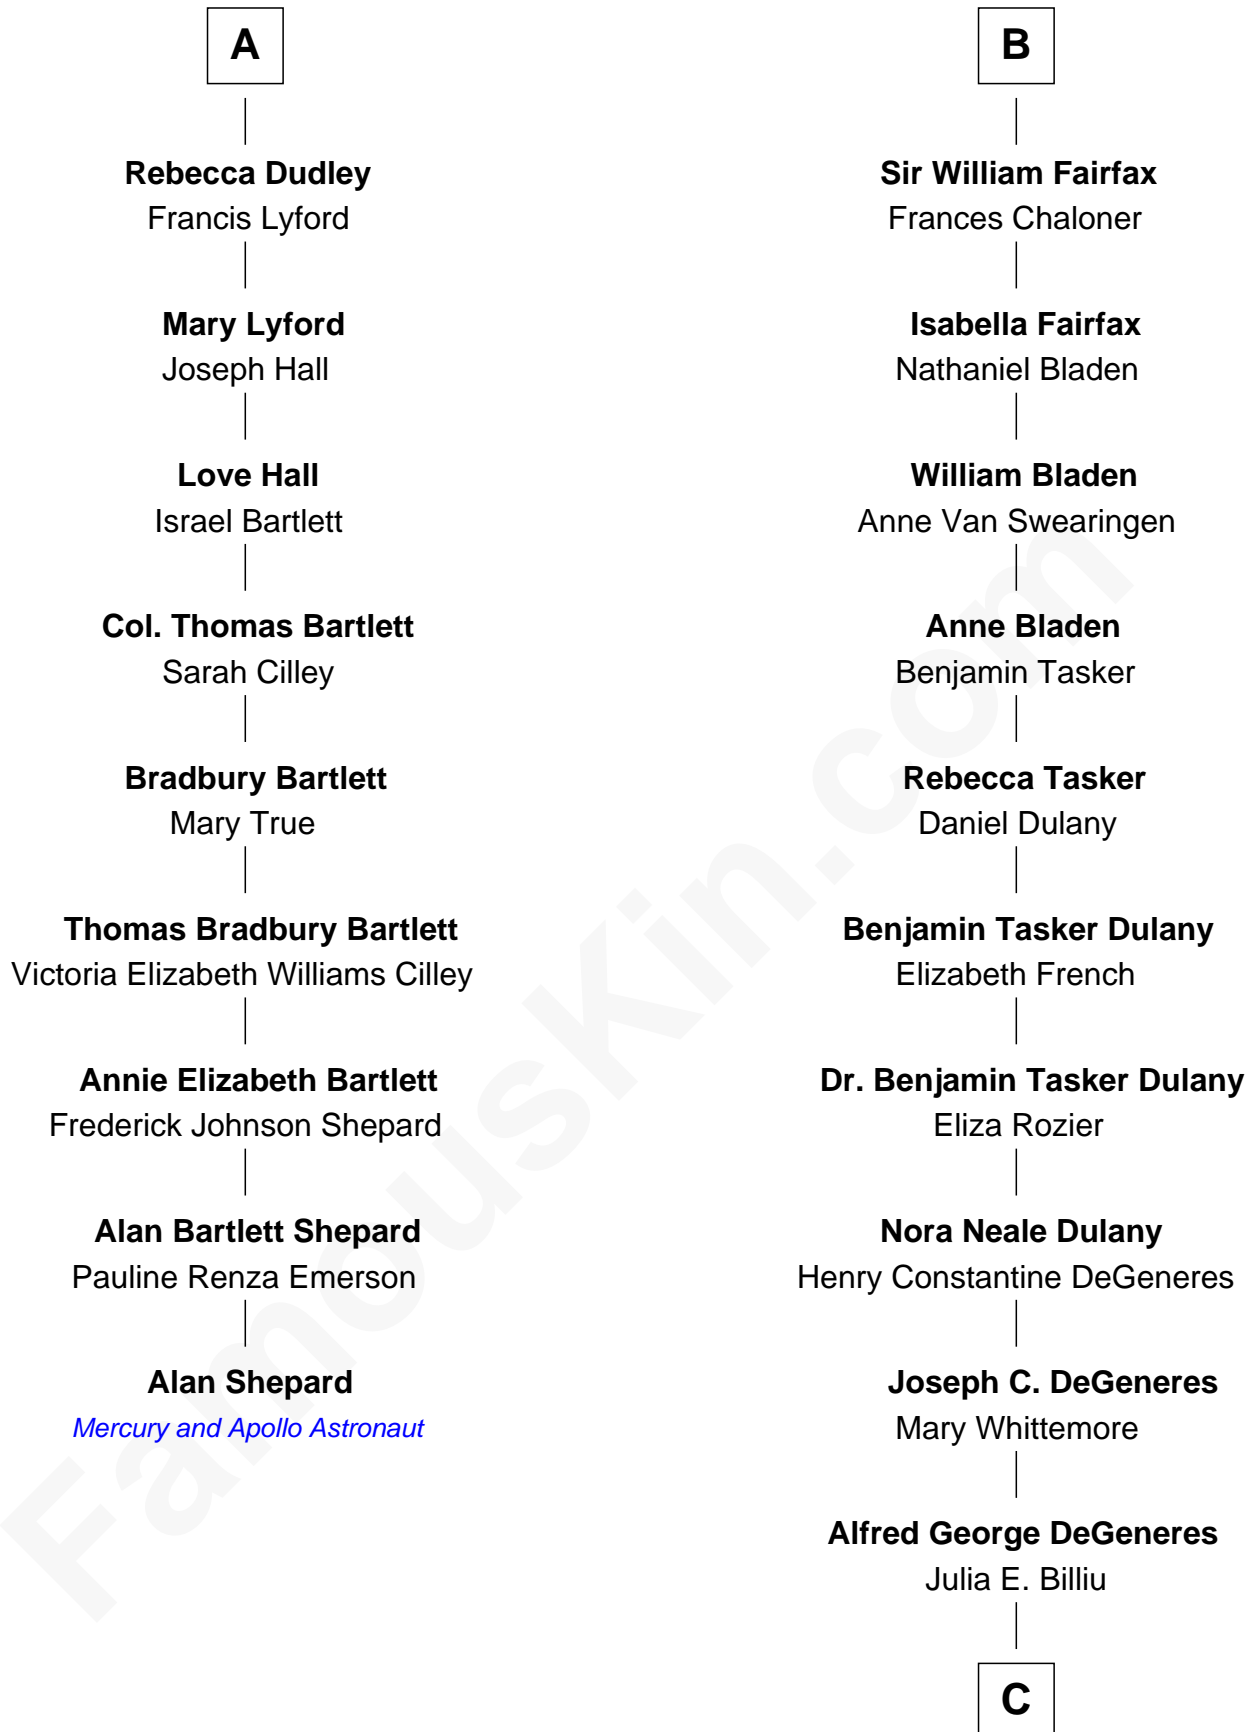 A
Rebecca Dudley
Francis Lyford
Mary Lyford
Joseph Hall
Love Hall
Israel Bartlett
Col. Thomas Bartlett
Sarah Cilley
Bradbury Bartlett
Mary True
Thomas Bradbury Bartlett
Victoria Elizabeth Williams Cilley
Annie Elizabeth Bartlett
Frederick Johnson Shepard
Alan Bartlett Shepard
Pauline Renza Emerson
Alan Shepard
Mercury and Apollo Astronaut
B
Sir William Fairfax
Frances Chaloner
Isabella Fairfax
Nathaniel Bladen
William Bladen
Anne Van Swearingen
Anne Bladen
Benjamin Tasker
Rebecca Tasker
Daniel Dulany
Benjamin Tasker Dulany
Elizabeth French
Dr. Benjamin Tasker Dulany
Eliza Rozier
Nora Neale Dulany
Henry Constantine DeGeneres
Joseph C. DeGeneres
Mary Whittemore
Alfred George DeGeneres
Julia E. Billiu
C
FamousKin.com